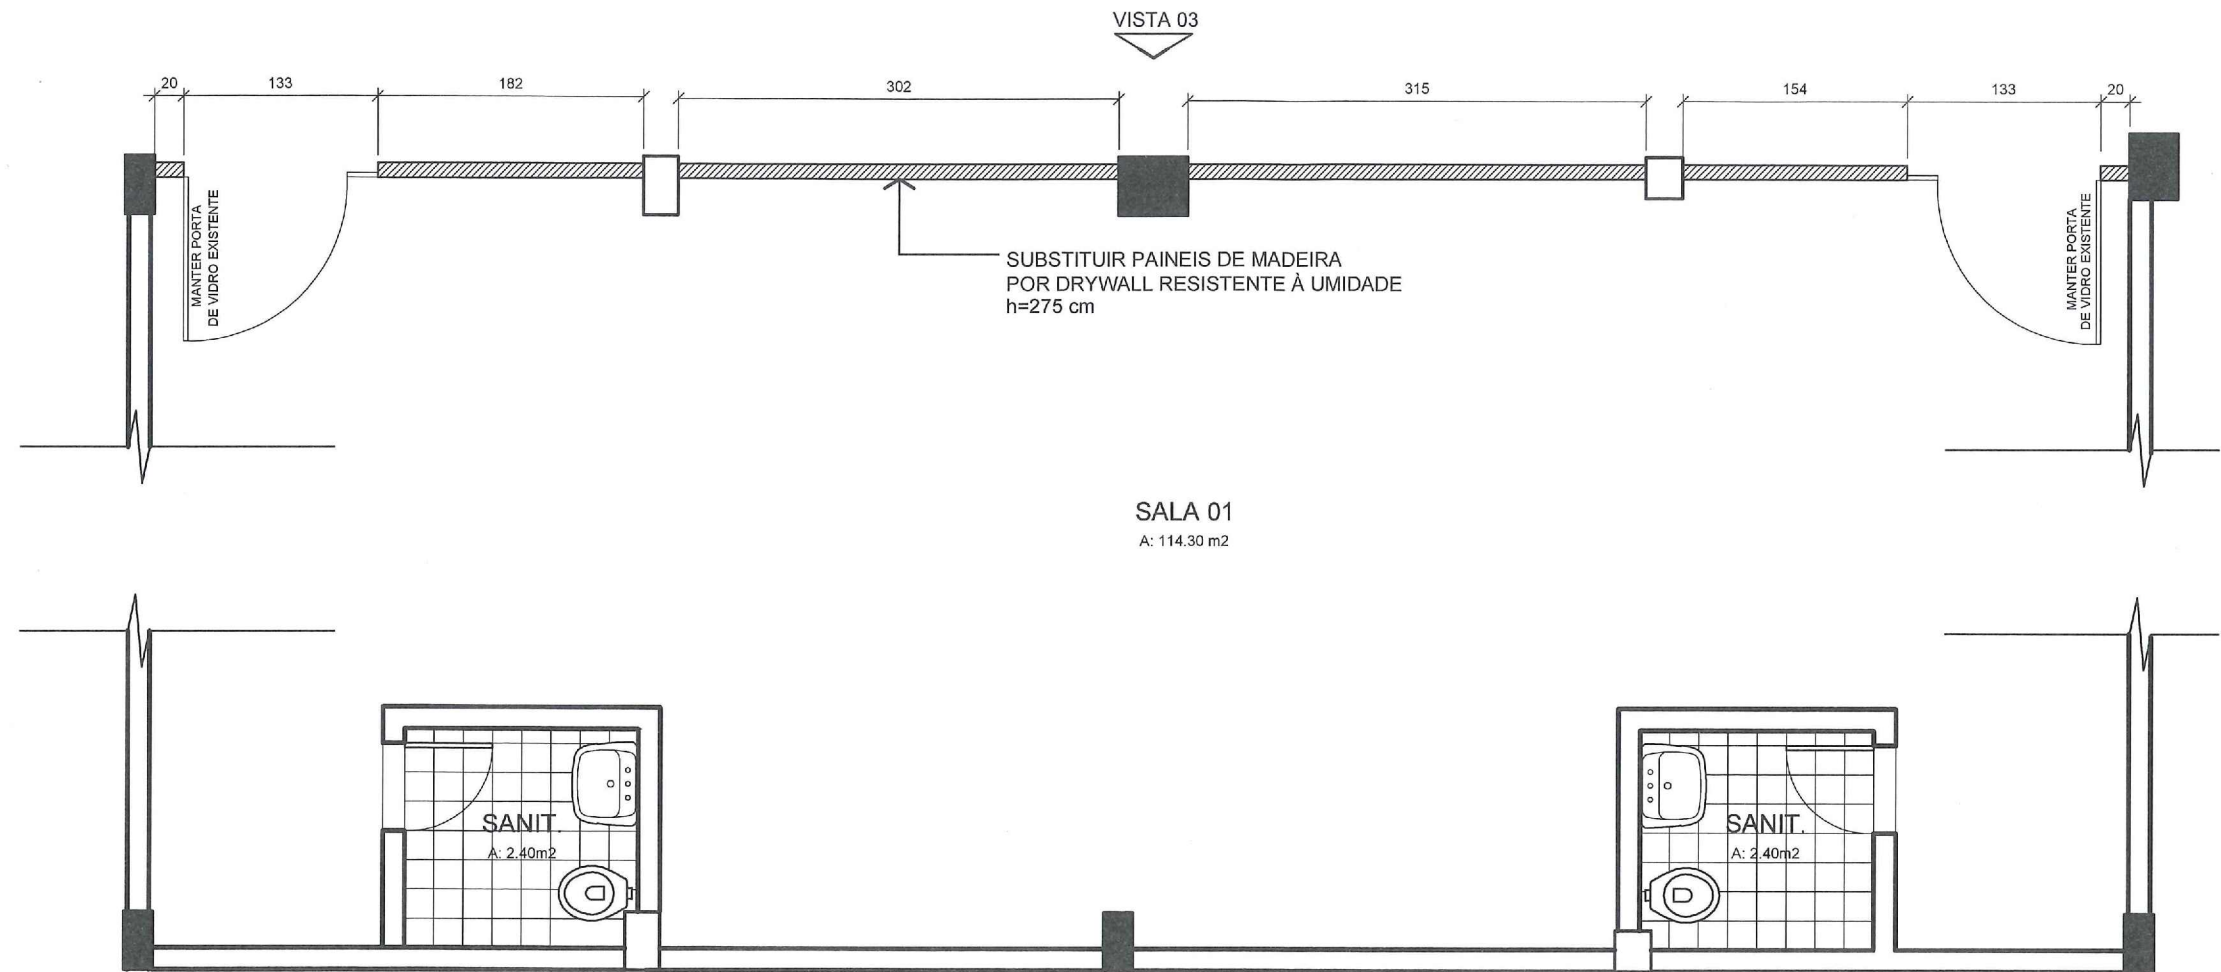 VISTA 03
20
133
182
302
315
154
133
20
MANTER PORTA
DE VIDRO EXISTENTE
SUBSTITUIR PAINEIS DE MADEIRA
POR DRYWALL RESISTENTE À UMIDADE
h=275 cm
MANTER PORTA
DE VIDRO EXISTENTE
SALA 01
A: 114.30 m2
SANIT.
A: 2.40m2
SANIT.
A: 2.40m2